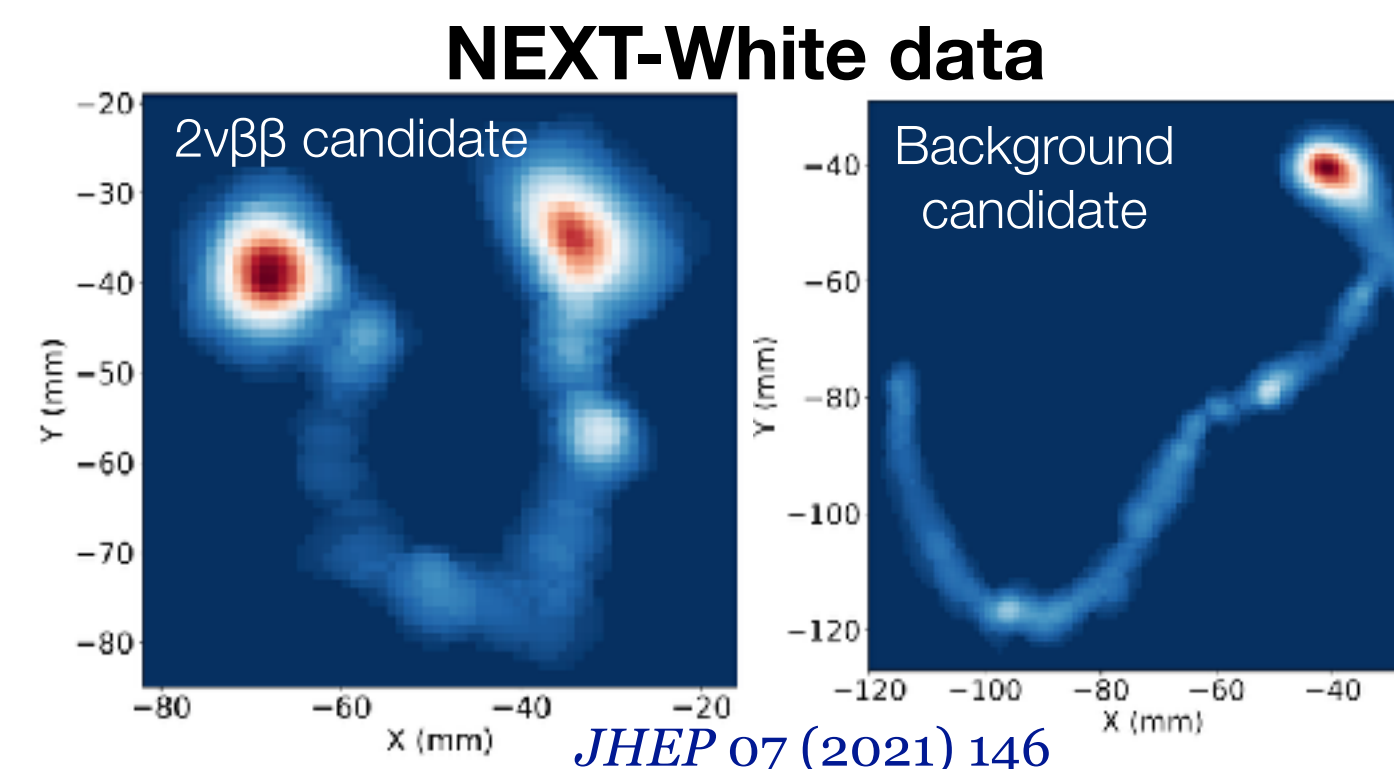 NEXT-White data
2νββ candidate
−20
−30
−40
−50
−60
−70
−80
Y (mm)
−80 −60 −40 −20
X (mm)
Background
candidate
−40
−60
−80
−100
−120
Y (mm)
−120 −100 −80 −60 −40
X (mm)
JHEP 07 (2021) 146